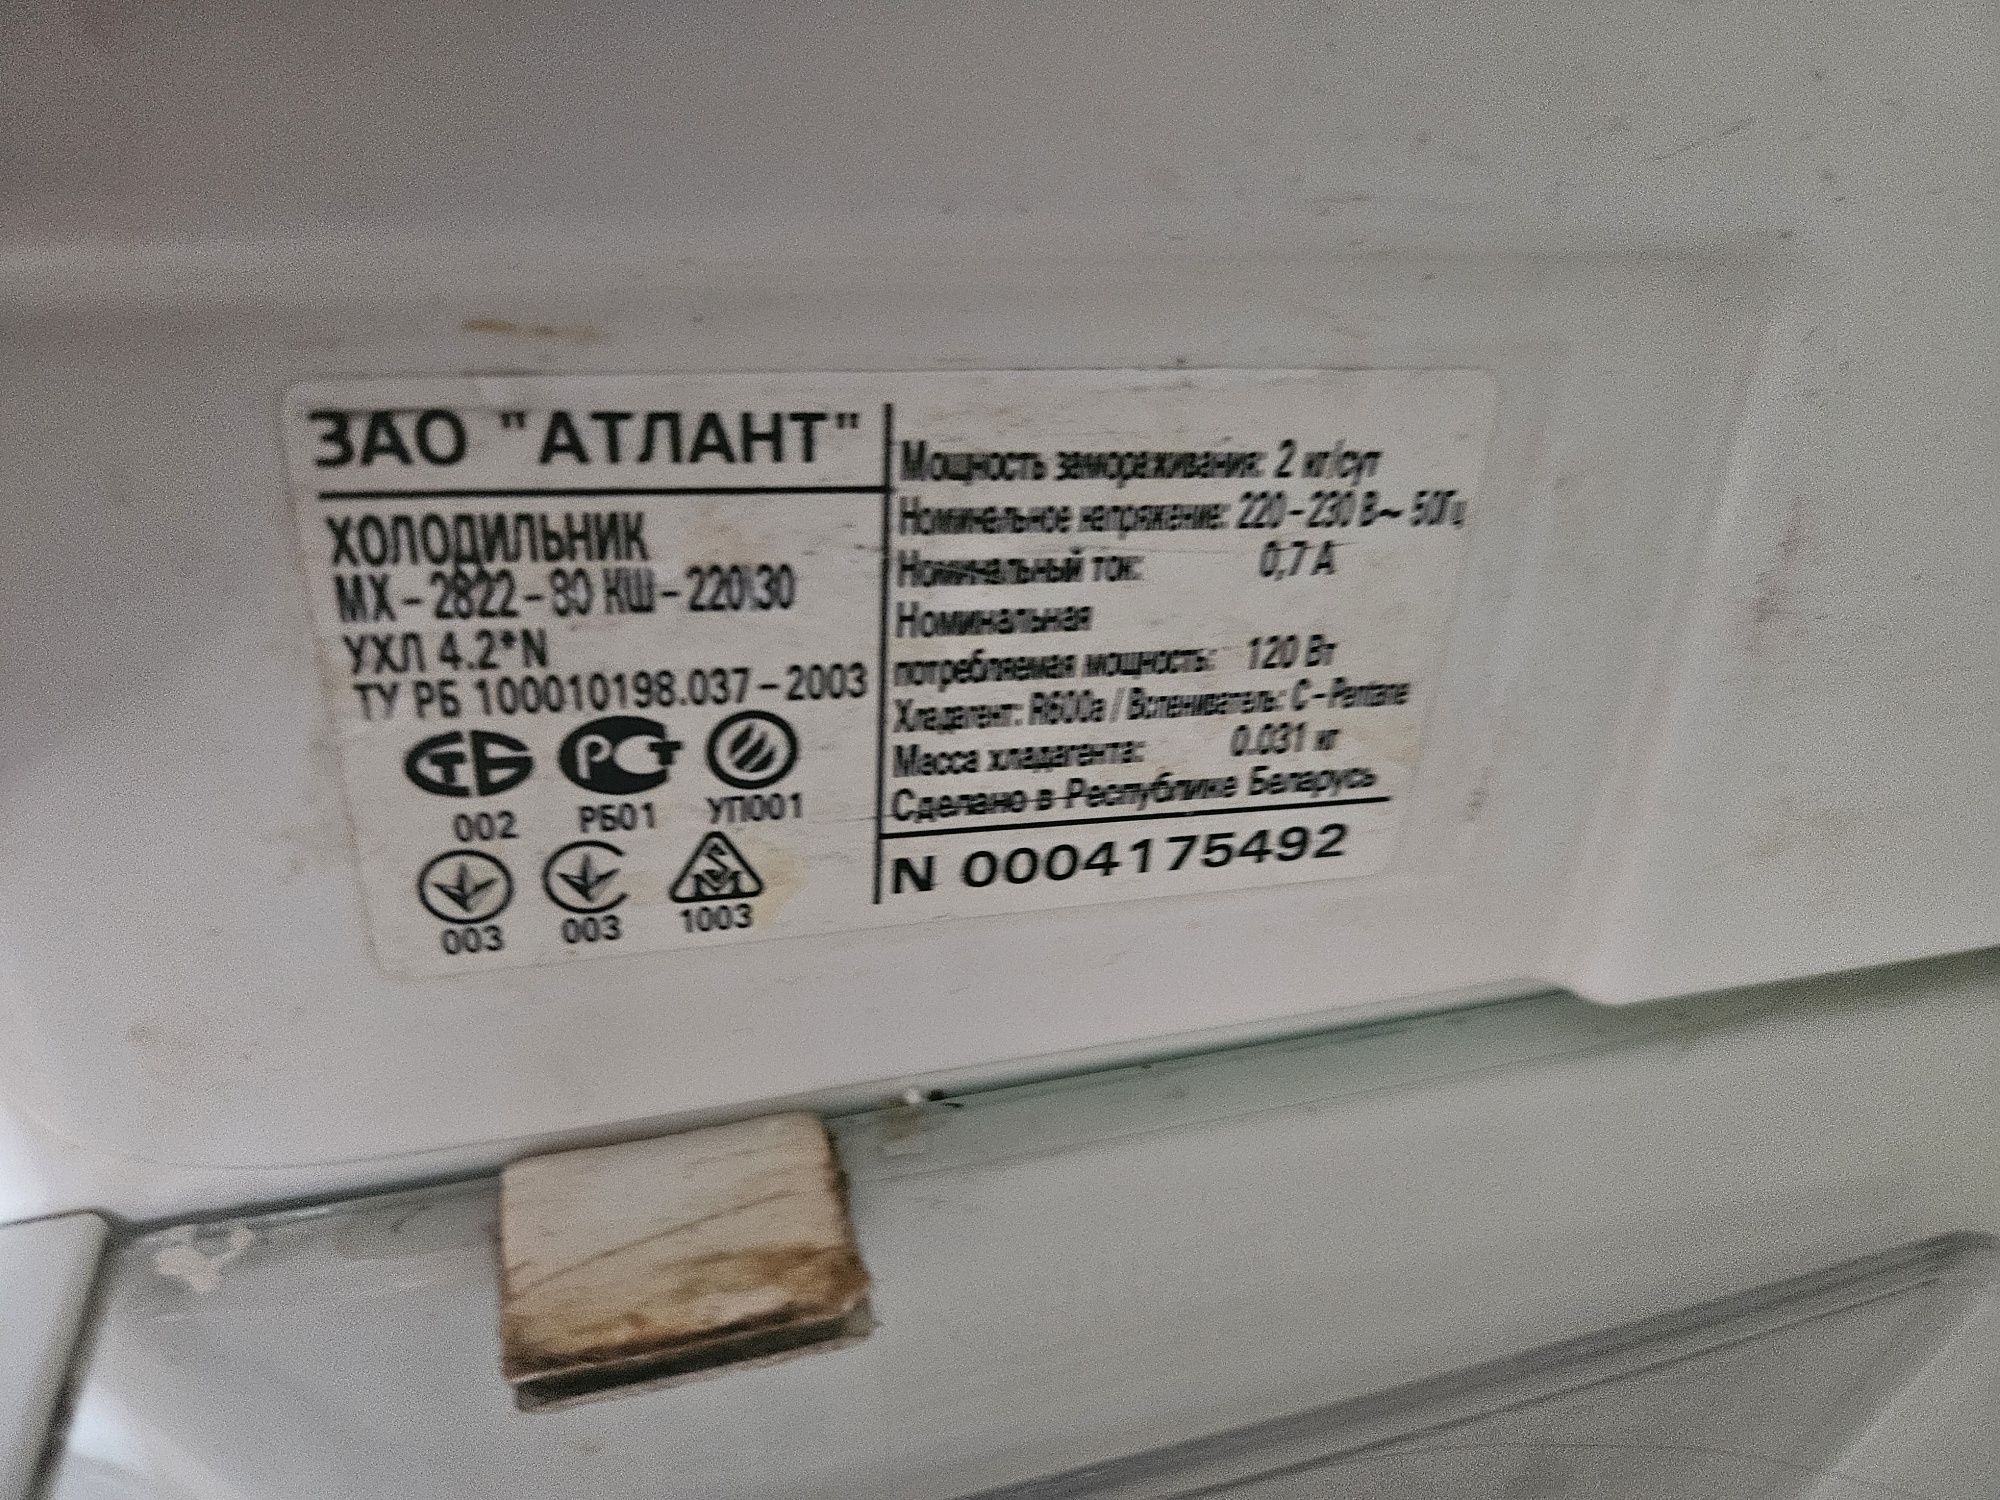 ЗАО "АТЛАНТ"
ХОЛОДИЛЬНИК
МХ-2822-80 КШ-220\30
УХЛ 4.2*N
ТУ РБ 100010198.037-2003
СТБ РСТ
002 РБ01 УП001
003 003 1003
Мощность замораживания: 2 кг/сут
Номинальное напряжение: 220-230 В~ 50Гц
Номинальный ток: 0,7 А
Номинальная
потребляемая мощность: 120 Вт
Хладагент: R600a / Вспениватель: C-Pentane
Масса хладагента: 0.031 кг
Сделано в Республике Беларусь
N 0004175492